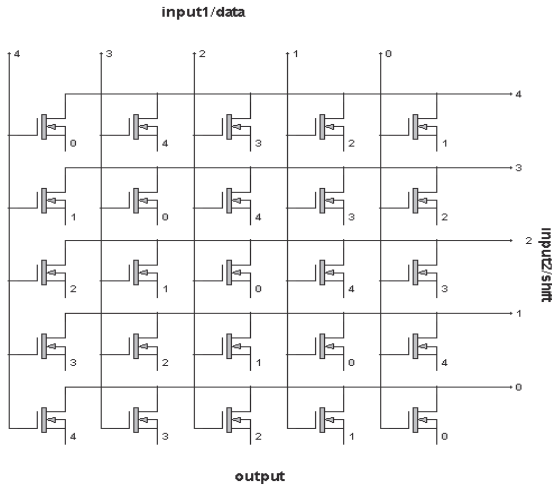 input1/data
4 3 2 1 0
4
0 4 3 2 1
3
1 0 4 3 2
2
2 1 0 4 3
input2/shift
1
3 2 1 0 4
0
4 3 2 1 0
output